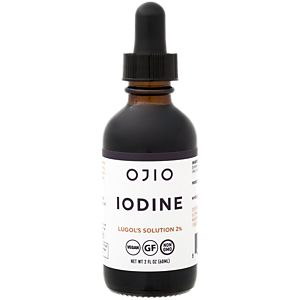 OJIO
IODINE
LUGOL'S SOLUTION 2%
VEGAN
GF
NON GMO
NET WT 2 FL OZ (60ML)